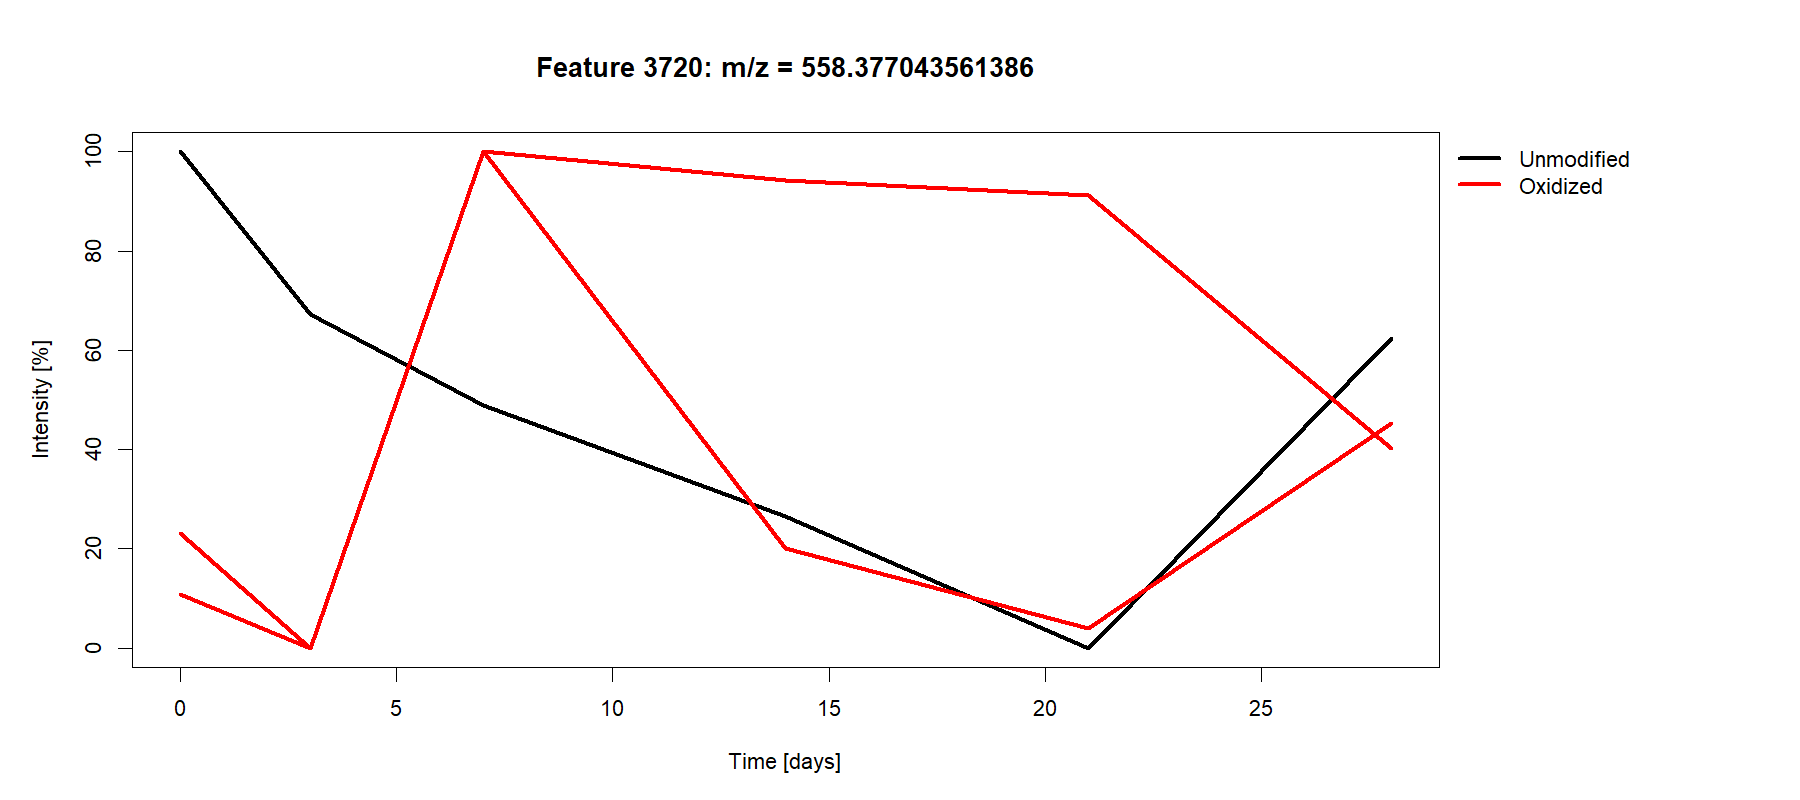 Feature 3720: m/z = 558.377043561386
Unmodified
Oxidized
Intensity [%]
100
80
60
40
20
0
0 5 10 15 20 25
Time [days]